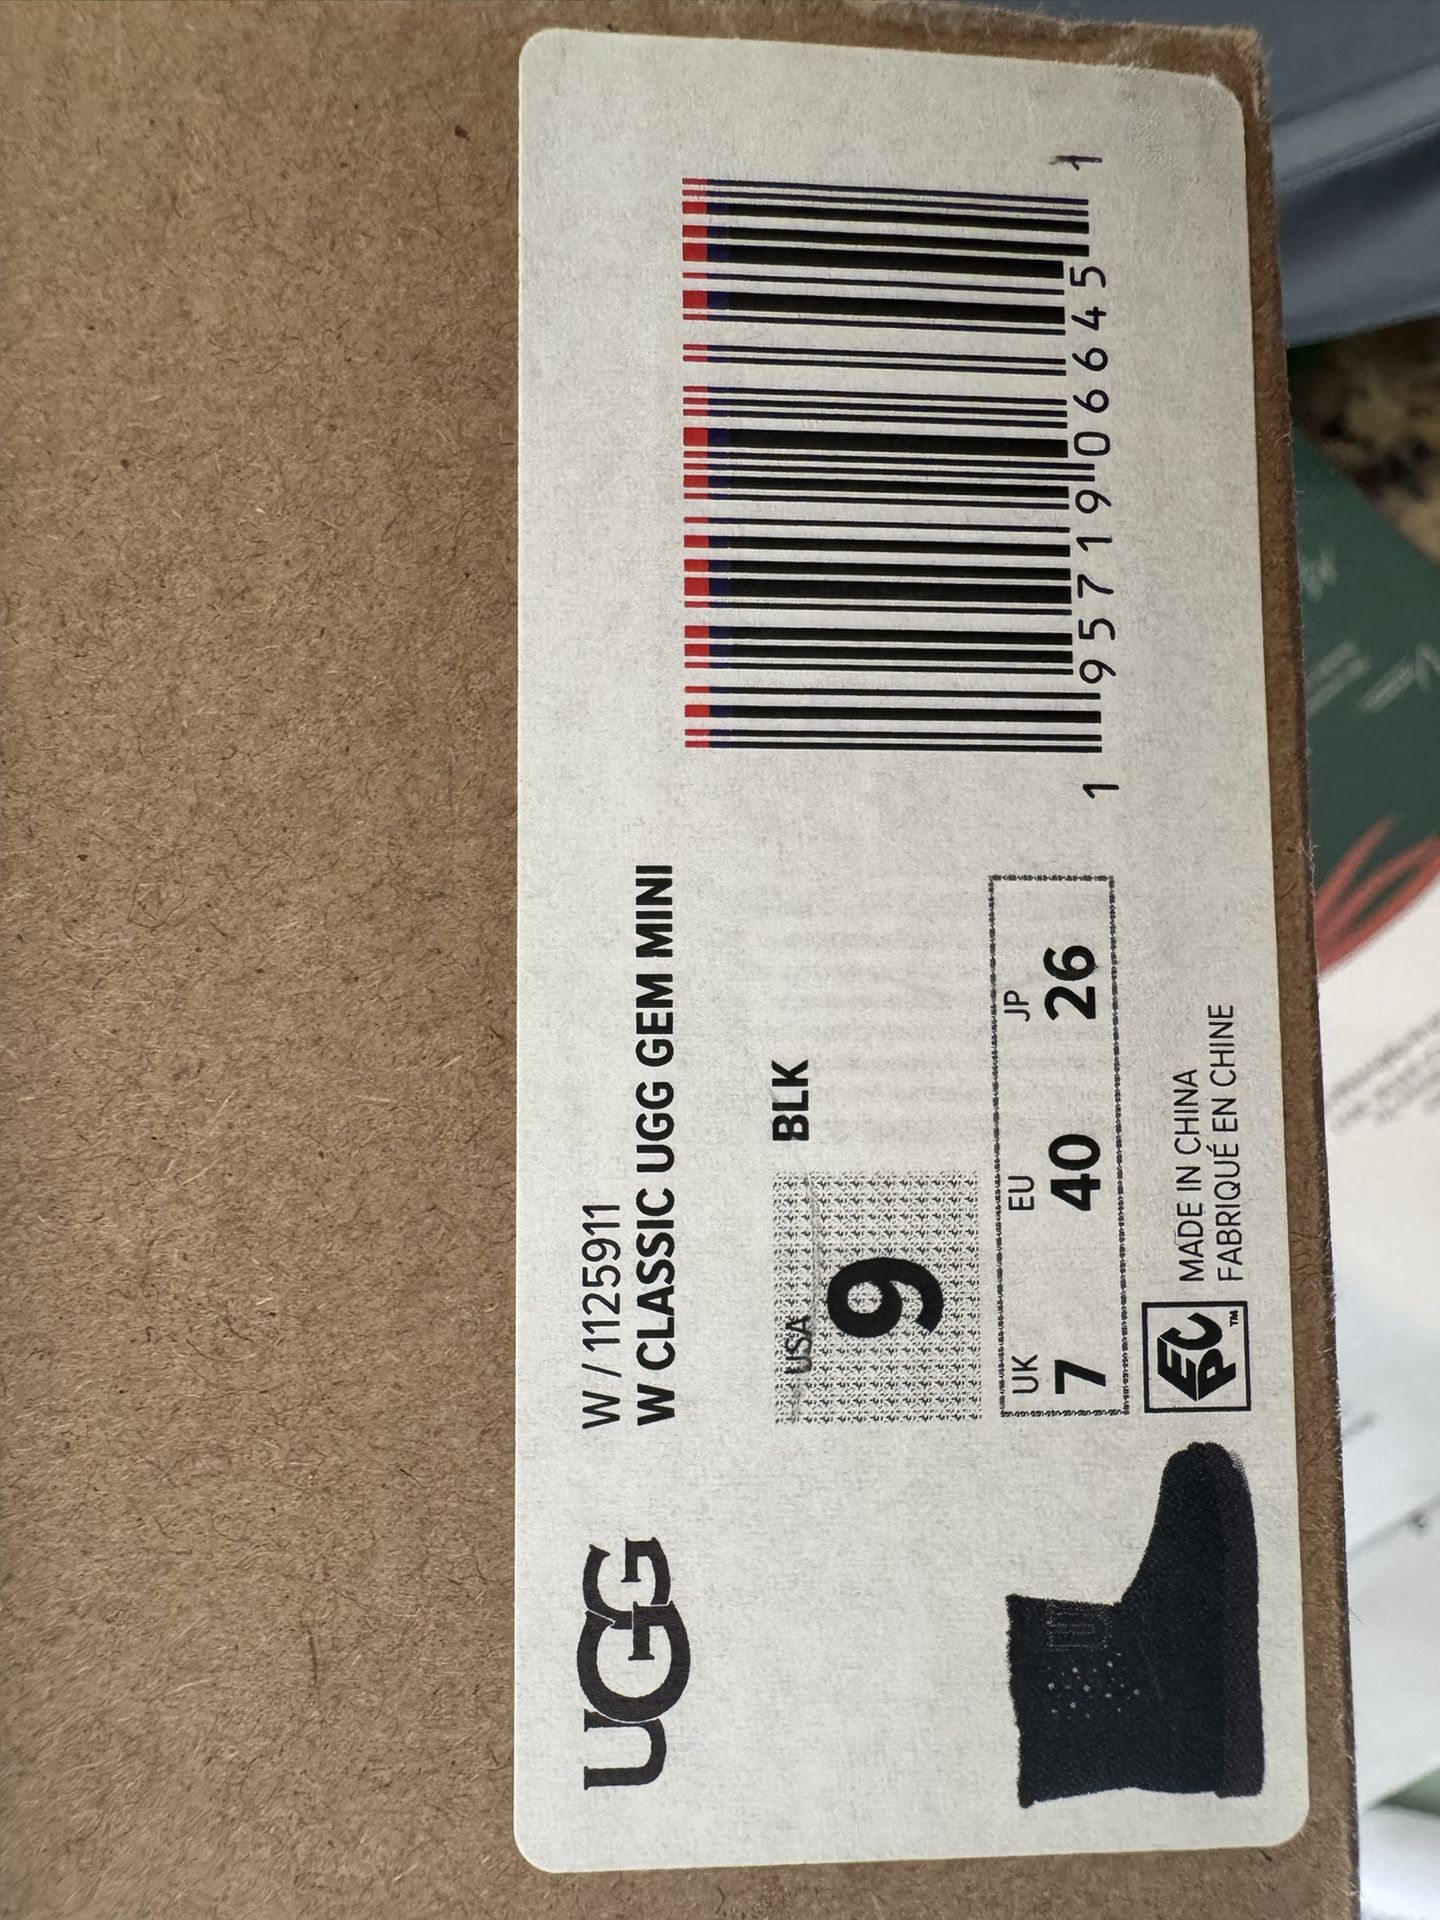 UGG
W / 1125911
W CLASSIC UGG GEM MINI
USA
9
BLK
UK EU JP
7 40 26
EPC™
MADE IN CHINA
FABRIQUÉ EN CHINE
1 95719 06645 1